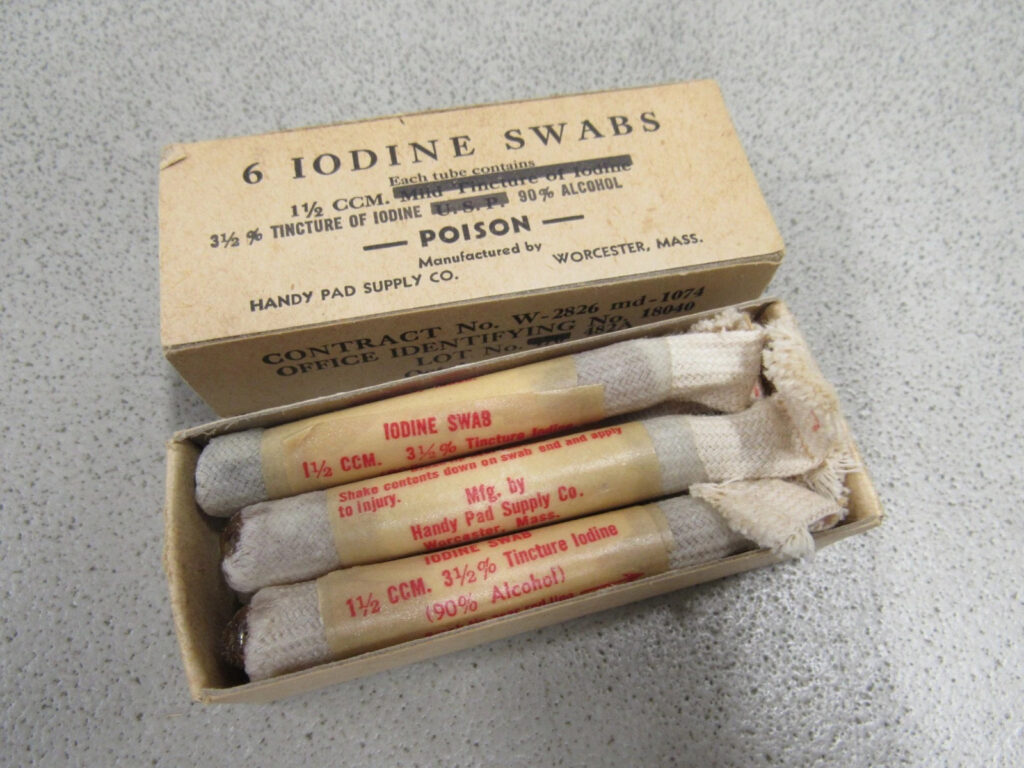 6 IODINE SWABS
Each tube contains
1½ CCM. Mild Tincture of Iodine
3½ % TINCTURE OF IODINE U.S.P. 90% ALCOHOL
— POISON —
Manufactured by
HANDY PAD SUPPLY CO. WORCESTER, MASS.
CONTRACT No. W-2826 md-1074
OFFICE IDENTIFYING No. 18040
LOT No. 482A
IODINE SWAB
1½ CCM. 3½% Tincture Iodine
Shake contents down on swab end and apply
to injury.
Mfg. by
Handy Pad Supply Co.
Worcester, Mass.
IODINE SWAB
1½ CCM. 3½% Tincture Iodine
(90% Alcohol)